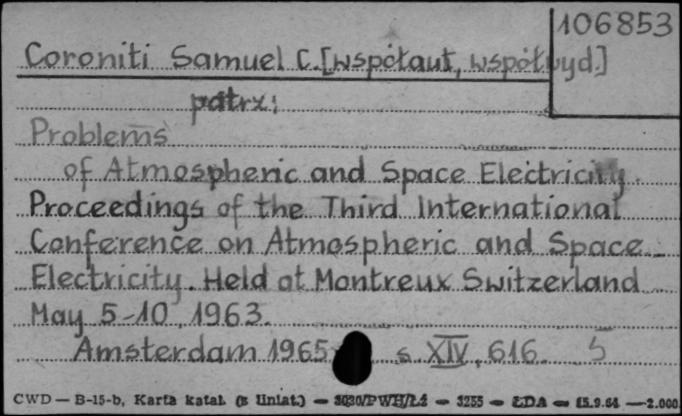 106853
Coroniti Samuel C. [współaut, współwyd.]
patrz:
Problems
of Atmospheric and Space Electricity.
Proceedings of the Third International
Conference on Atmospheric and Space
Electricity. Held at Montreux Switzerland
May 5-10, 1963.
Amsterdam 1965 s. XIV, 616. 5
CWD — B-15-b, Karta katal. (z liniat.) — 3030/PWH/Łś — 3255 — ŁDA — 15.9.64 — 2.000